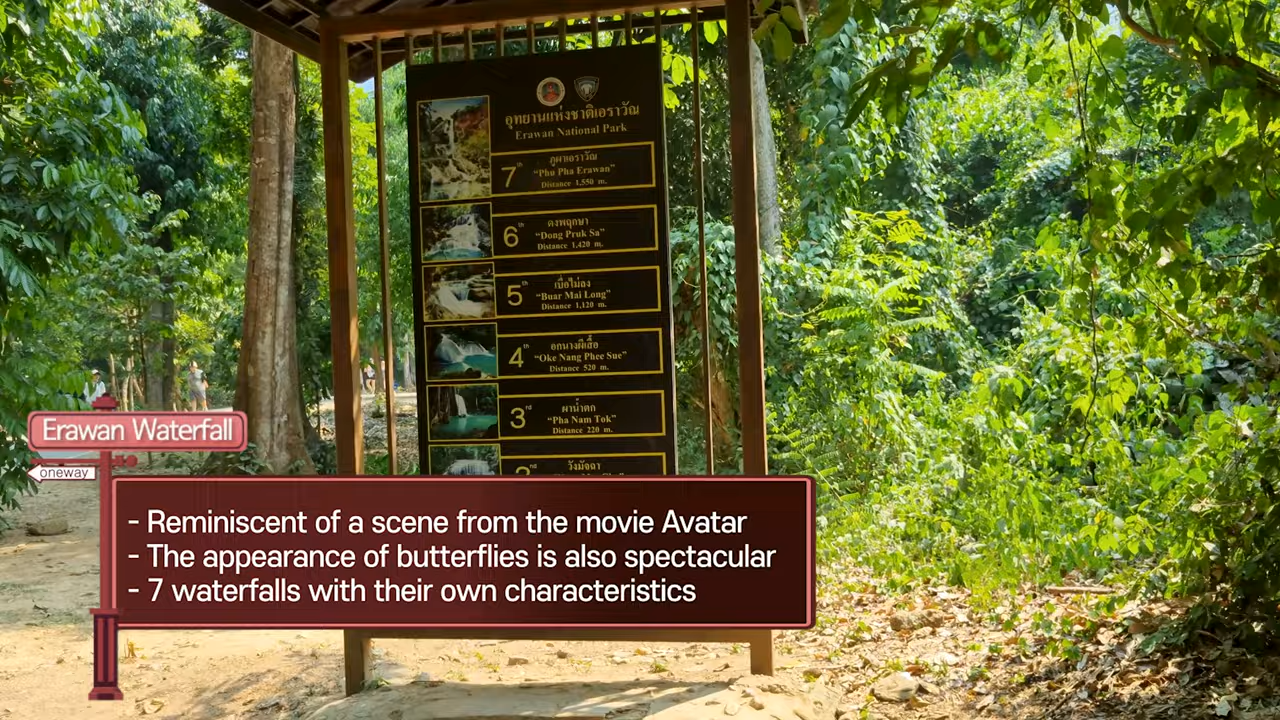 อุทยานแห่งชาติเอราวัณ
Erawan National Park
7th
ภูผาเอราวัณ
"Phu Pha Erawan"
Distance 1,550 m.
6th
ดงพฤกษา
"Dong Pruk Sa"
Distance 1,420 m.
5th
เบื่อไม่ลง
"Buar Mai Long"
Distance 1,120 m.
4th
อกนางผีเสื้อ
"Oke Nang Phee Sue"
Distance 520 m.
3rd
ผาน้ำตก
"Pha Nam Tok"
Distance 220 m.
วังมัจฉา
Erawan Waterfall
oneway
- Reminiscent of a scene from the movie Avatar
- The appearance of butterflies is also spectacular
- 7 waterfalls with their own characteristics